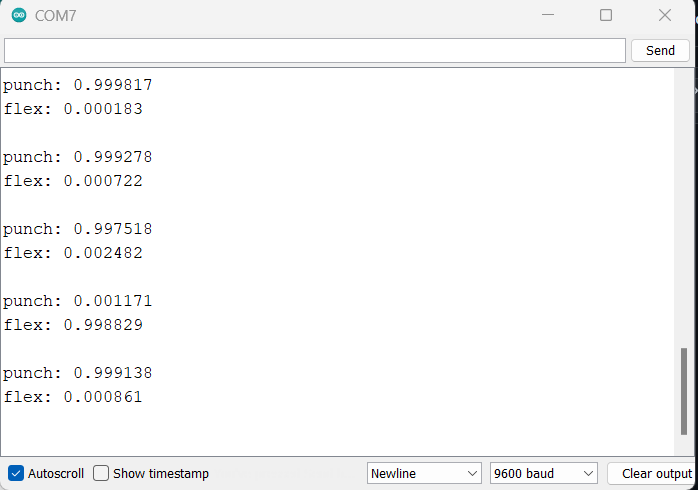 COM7
Send
punch: 0.999817
flex: 0.000183
punch: 0.999278
flex: 0.000722
punch: 0.997518
flex: 0.002482
punch: 0.001171
flex: 0.998829
punch: 0.999138
flex: 0.000861
Autoscroll Show timestamp Newline 9600 baud Clear output